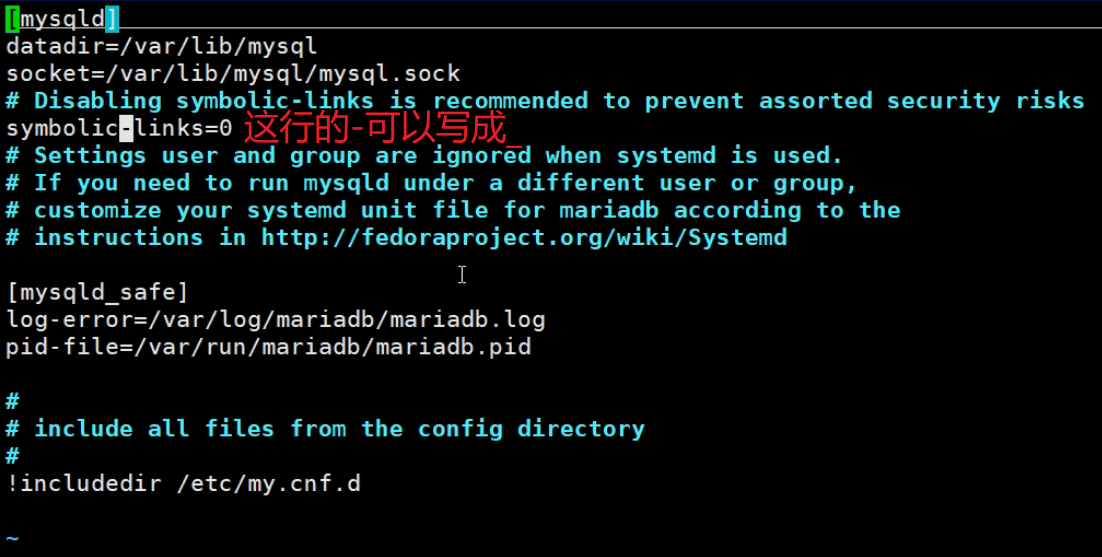 [mysqld]
datadir=/var/lib/mysql
socket=/var/lib/mysql/mysql.sock
# Disabling symbolic-links is recommended to prevent assorted security risks
symbolic-links=0 这行的-可以写成_
# Settings user and group are ignored when systemd is used.
# If you need to run mysqld under a different user or group,
# customize your systemd unit file for mariadb according to the
# instructions in http://fedoraproject.org/wiki/Systemd
[mysqld_safe]
log-error=/var/log/mariadb/mariadb.log
pid-file=/var/run/mariadb/mariadb.pid
#
# include all files from the config directory
#
!includedir /etc/my.cnf.d
~